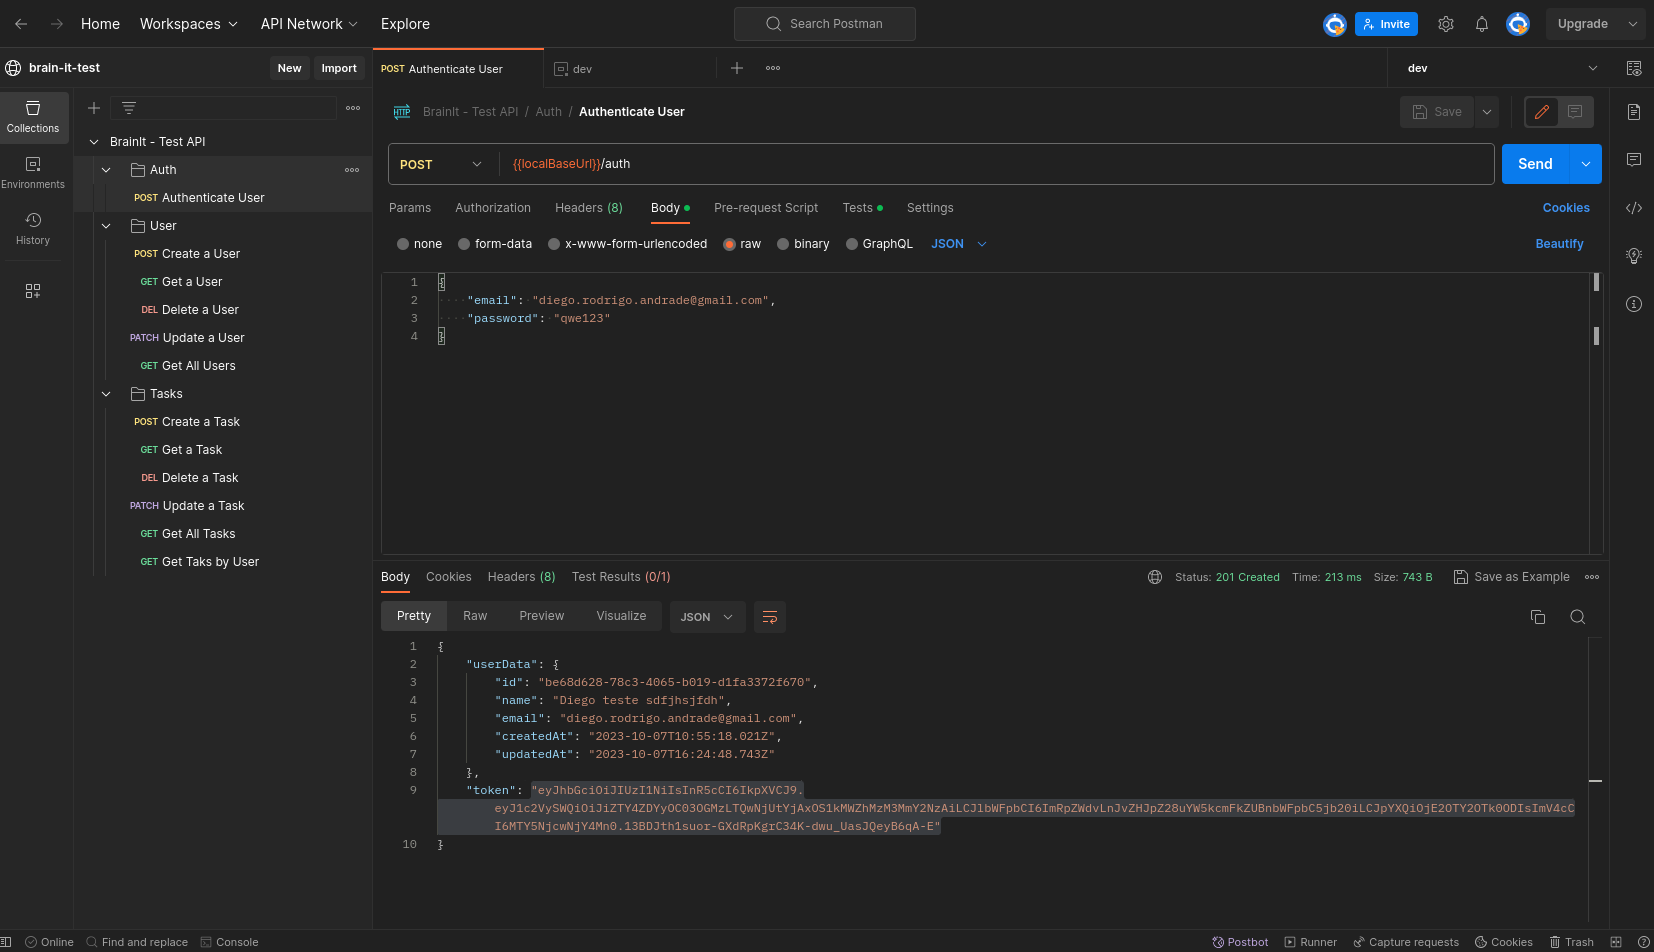 Home Workspaces API Network Explore Search Postman Invite Upgrade
brain-it-test New Import POST Authenticate User dev dev
Collections
Environments
History
BrainIt - Test API
Auth
POST Authenticate User
User
POST Create a User
GET Get a User
DEL Delete a User
PATCH Update a User
GET Get All Users
Tasks
POST Create a Task
GET Get a Task
DEL Delete a Task
PATCH Update a Task
GET Get All Tasks
GET Get Taks by User
HTTP BrainIt - Test API / Auth / Authenticate User Save
POST {{localBaseUrl}}/auth Send
Params Authorization Headers (8) Body Pre-request Script Tests Settings Cookies
none form-data x-www-form-urlencoded raw binary GraphQL JSON Beautify
1 {
2 "email": "diego.rodrigo.andrade@gmail.com",
3 "password": "qwe123"
4 }
Body Cookies Headers (8) Test Results (0/1) Status: 201 Created Time: 213 ms Size: 743 B Save as Example
Pretty Raw Preview Visualize JSON
1 {
2 "userData": {
3 "id": "be68d628-78c3-4065-b019-d1fa3372f670",
4 "name": "Diego teste sdfjhsjfdh",
5 "email": "diego.rodrigo.andrade@gmail.com",
6 "createdAt": "2023-10-07T10:55:18.021Z",
7 "updatedAt": "2023-10-07T16:24:48.743Z"
8 },
9 "token": "eyJhbGciOiJIUzI1NiIsInR5cCI6IkpXVCJ9.
eyJ1c2VySWQiOiJiZTY4ZDYyOC03OGMzLTQwNjUtYjAxOS1kMWZhMzM3MmY2NzAiLCJlbWFpbCI6ImRpZWdvLnJvZHJpZ28uYW5kcmFkZUBnbWFpbC5jb20iLCJpYXQiOjE2OTY2OTk0ODIsImV4cC
I6MTY5NjcwNjY4Mn0.13BDJth1suor-GXdRpKgrC34K-dwu_UasJQeyB6qA-E"
10 }
Online Find and replace Console Postbot Runner Capture requests Cookies Trash